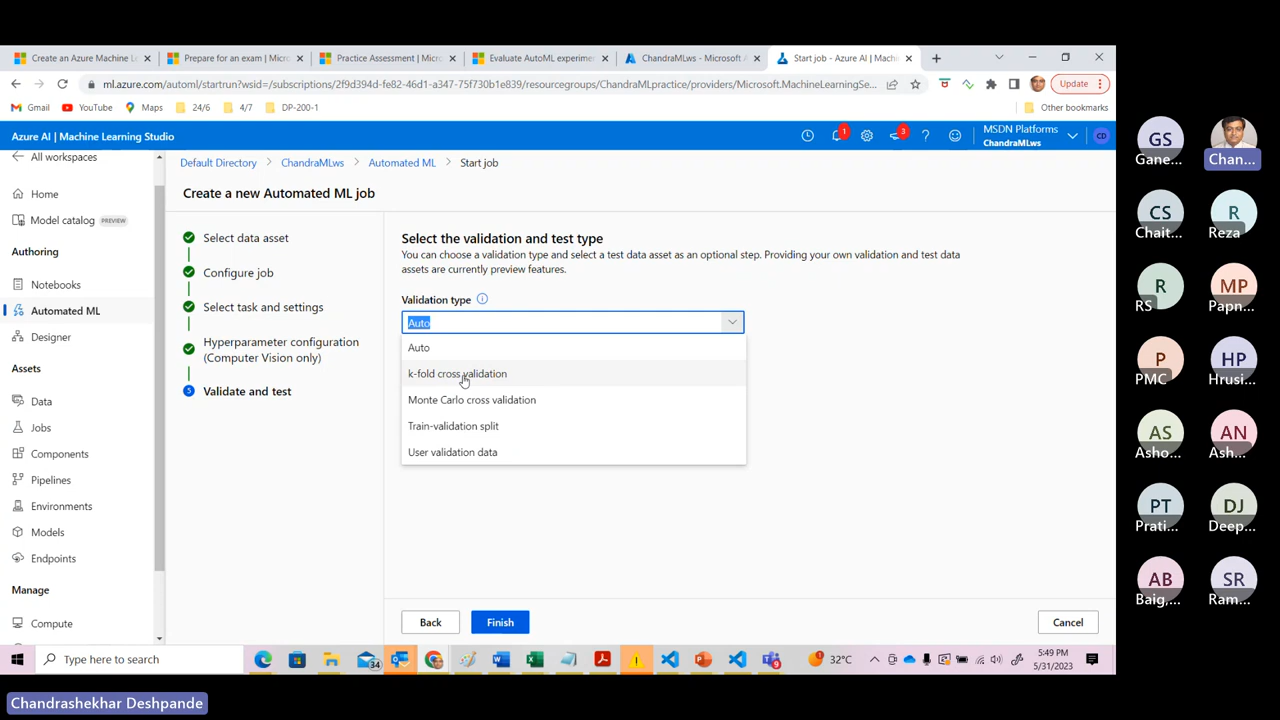 Create an Azure Machine L
Prepare for an exam | Micr
Practice Assessment | Micr
Evaluate AutoML experime
ChandraMLws - Microsoft A
Start job - Azure AI | Machin
ml.azure.com/automl/startrun?wsid=/subscriptions/2f9d394d-fe82-46d1-a347-75f730b1e839/resourcegroups/ChandraMLpractice/providers/Microsoft.MachineLearningSe...
Update
Gmail
YouTube
Maps
24/6
4/7
DP-200-1
Other bookmarks
Azure AI | Machine Learning Studio
1
3
MSDN Platforms
ChandraMLws
CD
All workspaces
Home
Model catalog PREVIEW
Authoring
Notebooks
Automated ML
Designer
Assets
Data
Jobs
Components
Pipelines
Environments
Models
Endpoints
Manage
Compute
Default Directory > ChandraMLws > Automated ML > Start job
Create a new Automated ML job
Select data asset
Configure job
Select task and settings
Hyperparameter configuration
(Computer Vision only)
5 Validate and test
Select the validation and test type
You can choose a validation type and select a test data asset as an optional step. Providing your own validation and test data
assets are currently preview features.
Validation type
Auto
Auto
k-fold cross validation
Monte Carlo cross validation
Train-validation split
User validation data
Back
Finish
Cancel
Type here to search
34
9
32°C
5:49 PM
5/31/2023
GS
Gane...
Chan...
CS
Chait...
R
Reza
RS
MP
Papn...
P
PMC
HP
Hrusi...
AS
Asho...
AN
Ash...
PT
Prati...
DJ
Deep...
AB
Baig,...
SR
Ram...
Chandrashekhar Deshpande